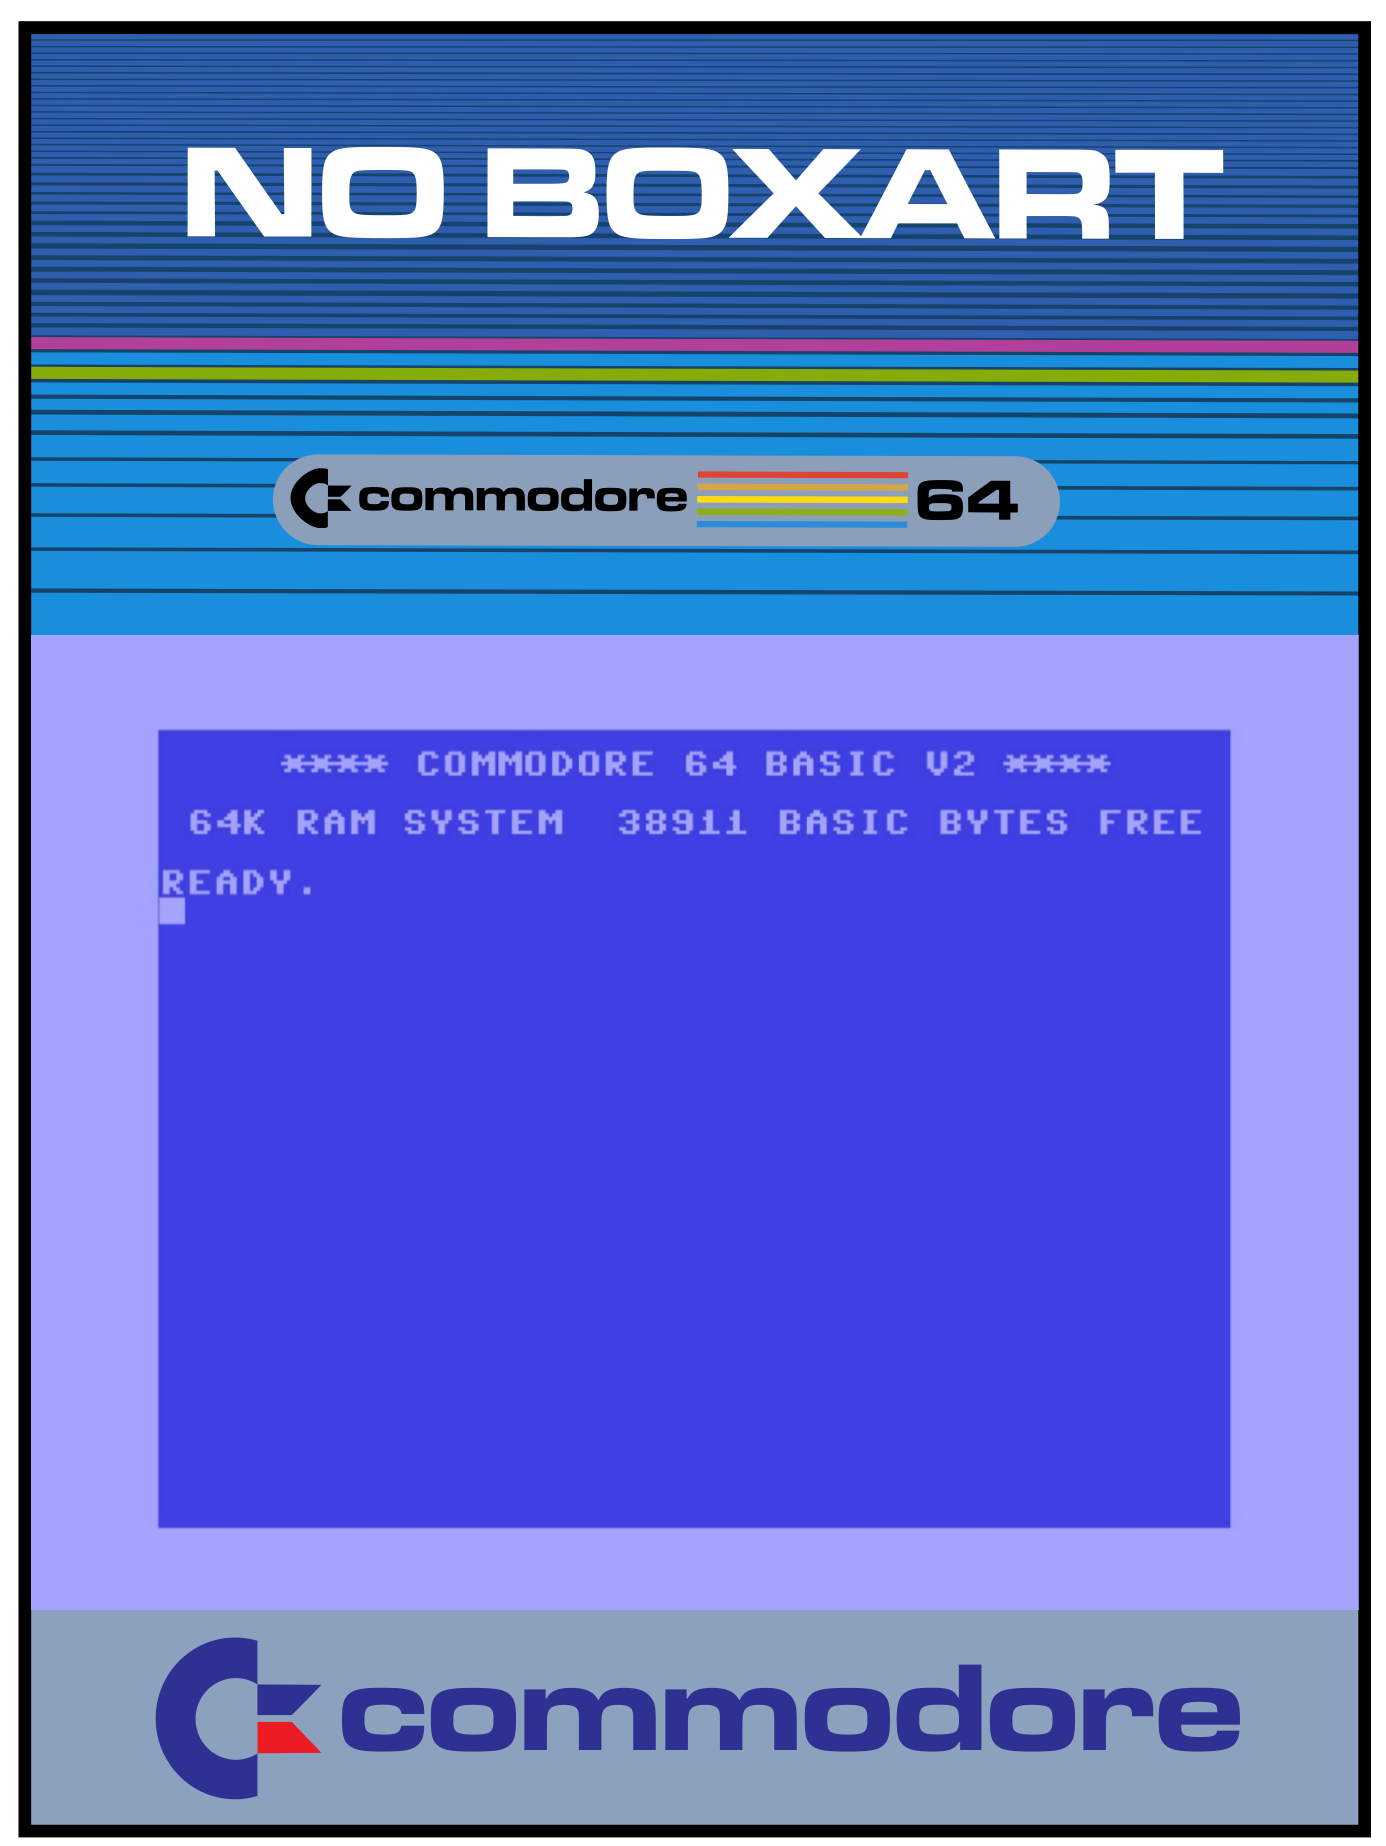 NO BOXART
commodore 64
**** COMMODORE 64 BASIC V2 ****
64K RAM SYSTEM  38911 BASIC BYTES FREE
READY.
commodore